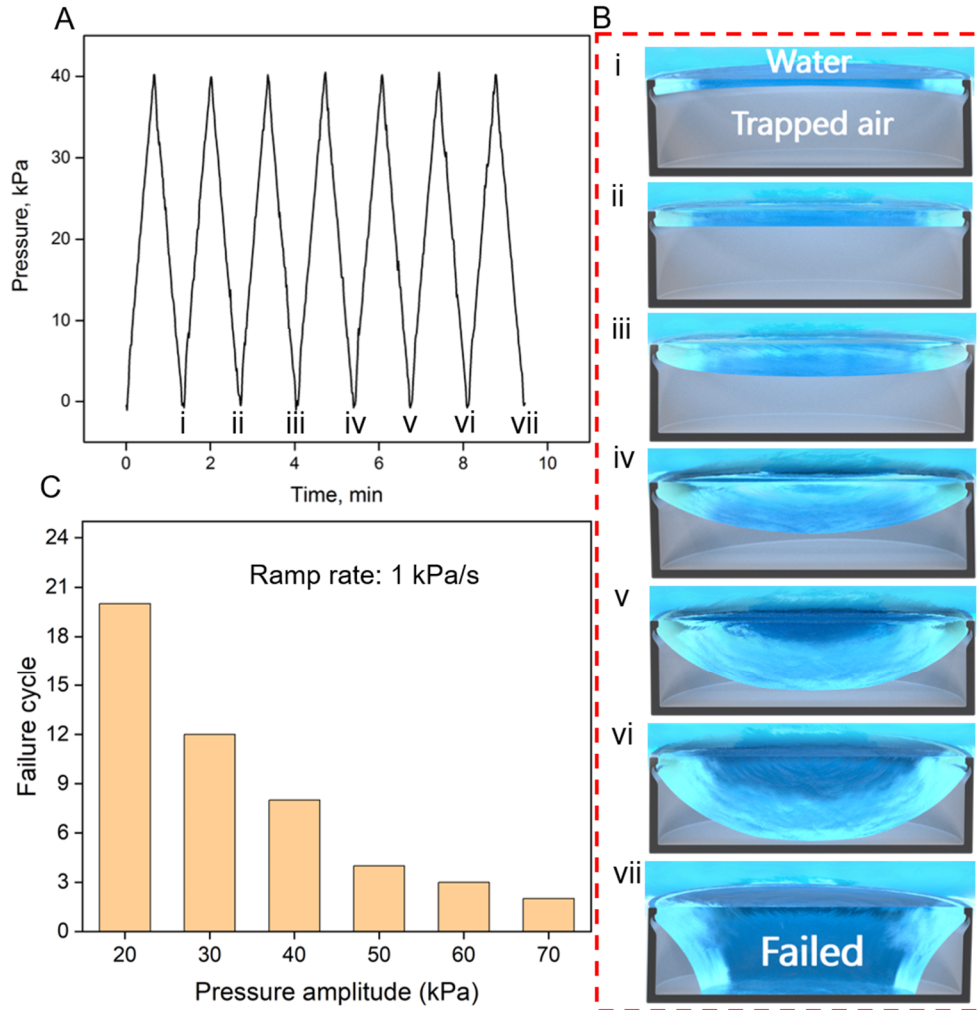 A
40
30
20
10
0
Pressure, kPa
i ii iii iv v vi vii
0 2 4 6 8 10
Time, min
B
i
Water
Trapped air
ii
iii
iv
v
vi
vii
Failed
C
Ramp rate: 1 kPa/s
24
21
18
15
12
9
6
3
0
Failure cycle
20 30 40 50 60 70
Pressure amplitude (kPa)